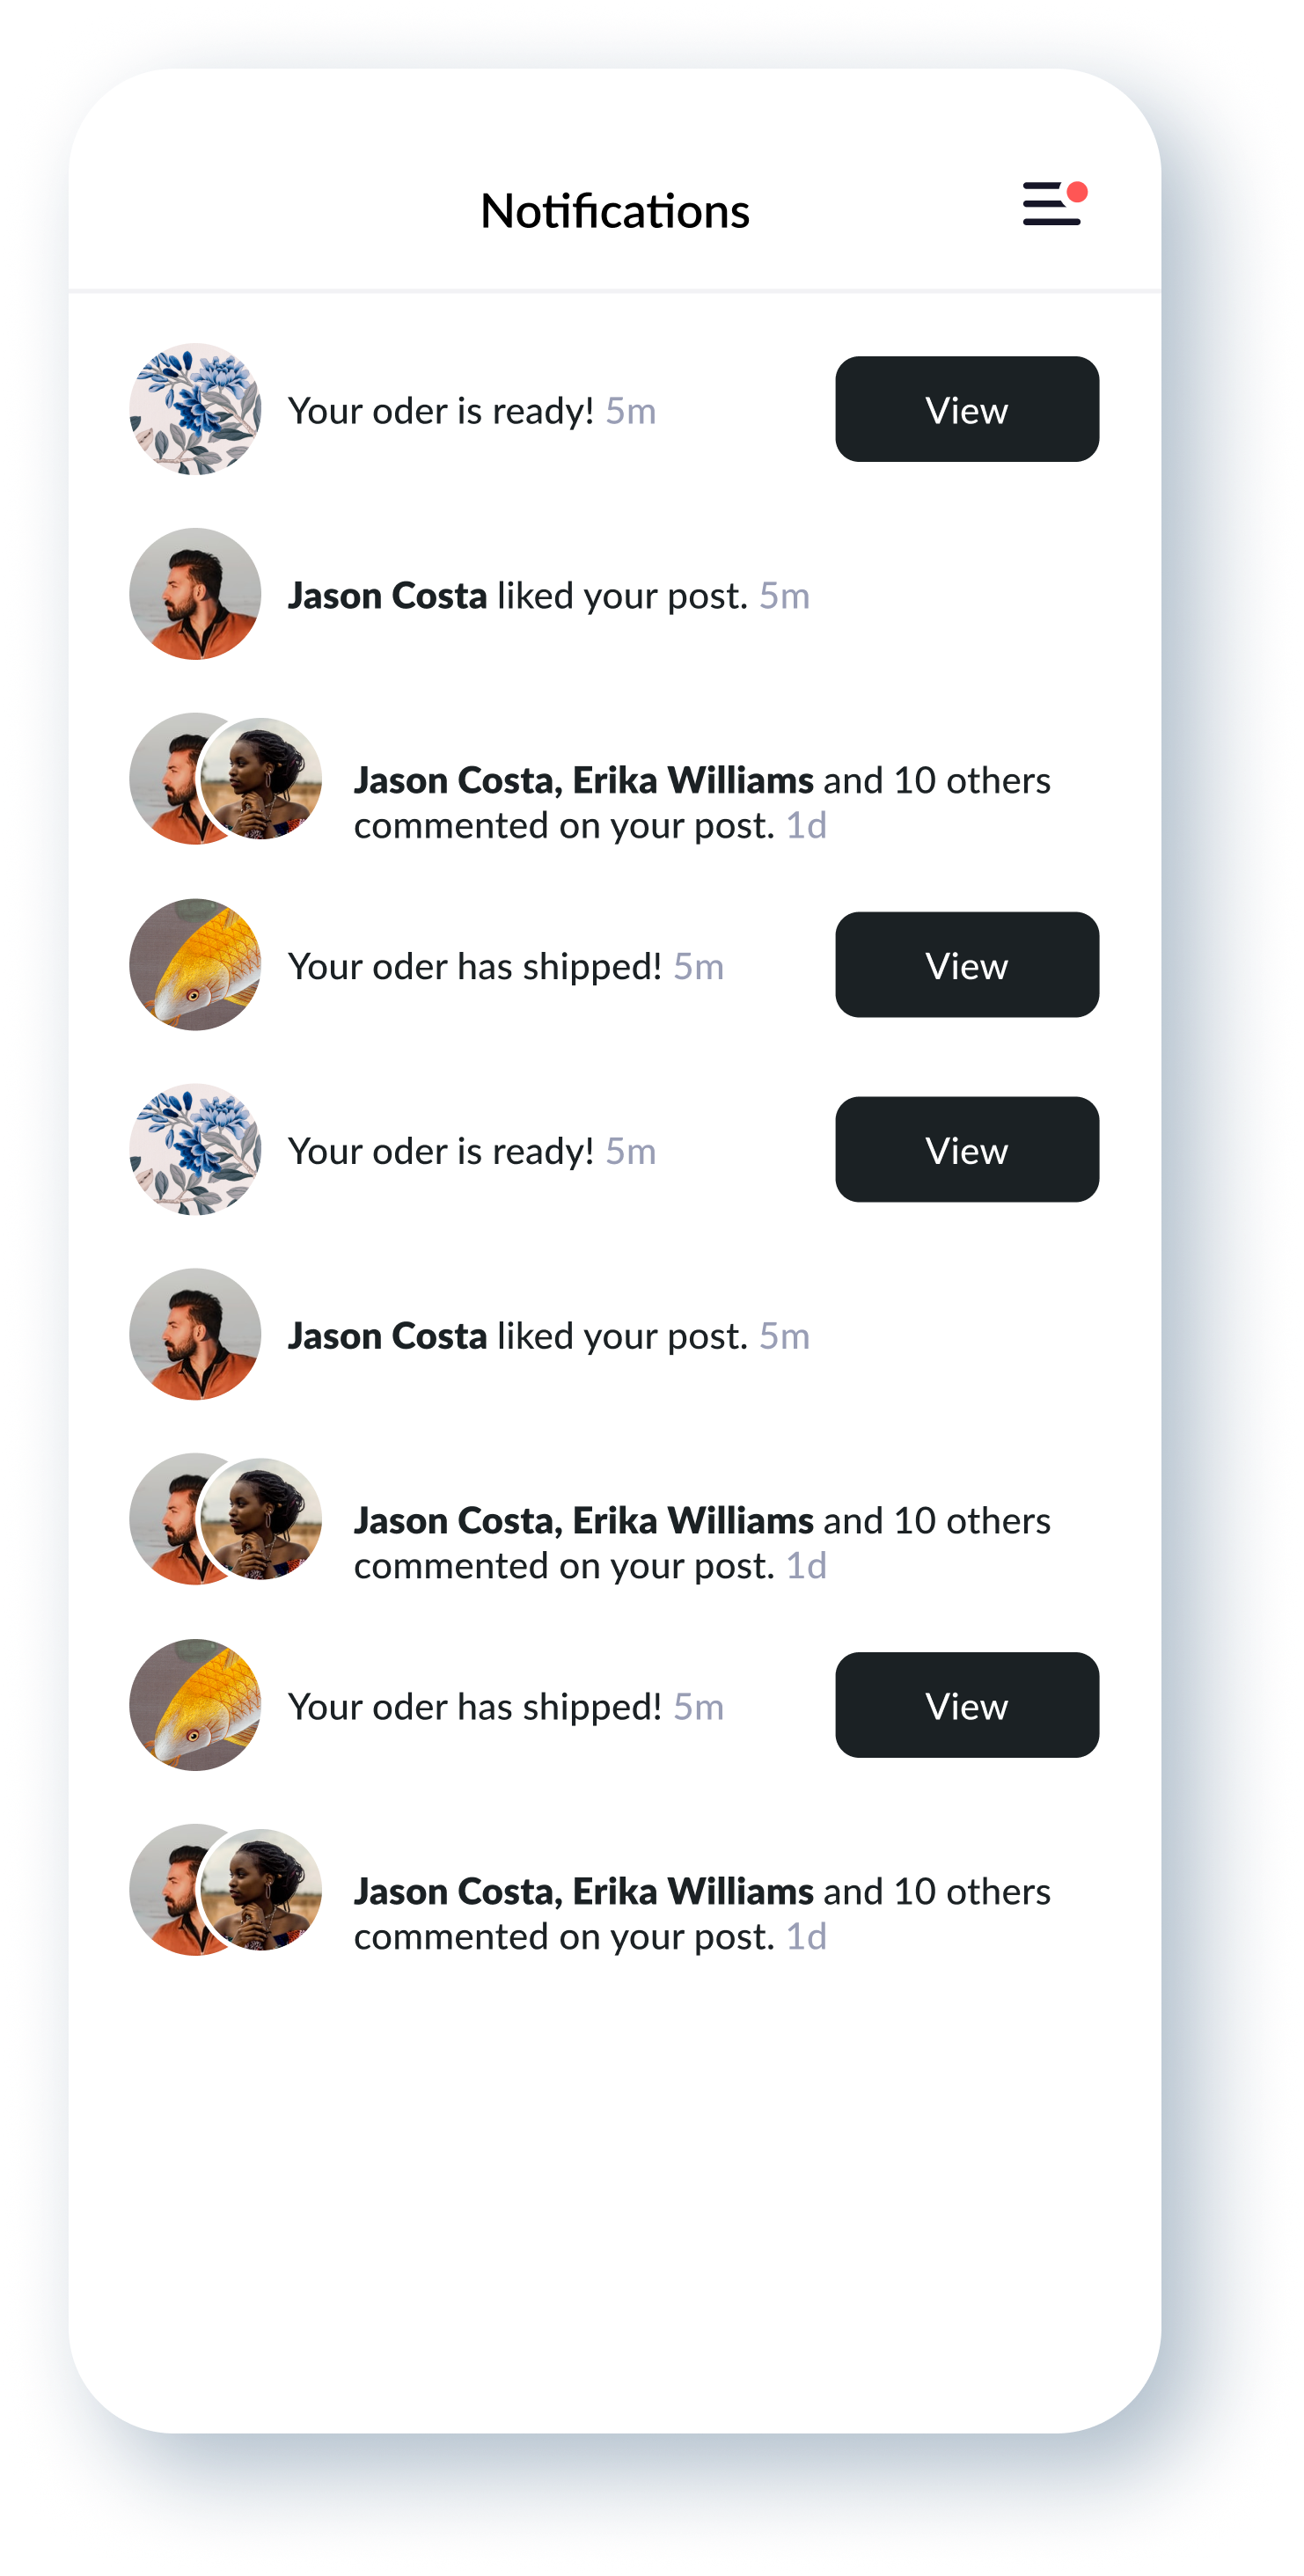 Notifications
Your oder is ready! 5m
View
Jason Costa liked your post. 5m
Jason Costa, Erika Williams and 10 others
commented on your post. 1d
Your oder has shipped! 5m
View
Your oder is ready! 5m
View
Jason Costa liked your post. 5m
Jason Costa, Erika Williams and 10 others
commented on your post. 1d
Your oder has shipped! 5m
View
Jason Costa, Erika Williams and 10 others
commented on your post. 1d